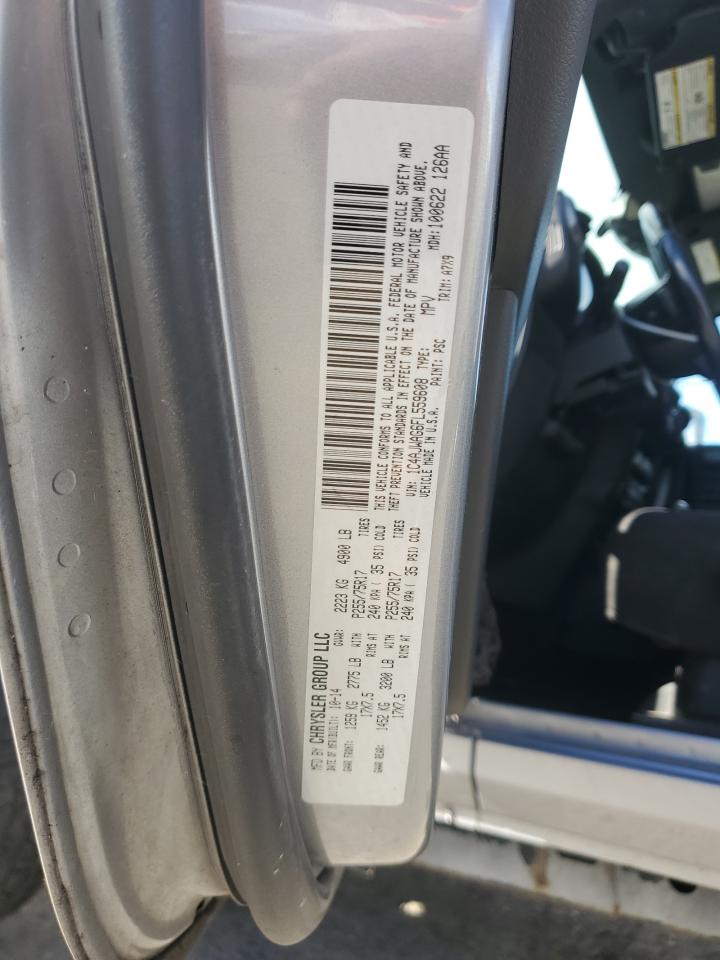 MFD BY CHRYSLER GROUP LLC
DATE OF MFR(BUILT): 10-14 GVWR: 2223 KG 4900 LB
GAWR FRONT: 1259 KG 2775 LB WITH P255/75R17 TIRES
17X7.5 RIMS AT 240 KPA ( 35 PSI) COLD
GAWR REAR: 1452 KG 3200 LB WITH P255/75R17 TIRES
17X7.5 RIMS AT 240 KPA ( 35 PSI) COLD
THIS VEHICLE CONFORMS TO ALL APPLICABLE U.S.A. FEDERAL MOTOR VEHICLE SAFETY AND
THEFT PREVENTION STANDARDS IN EFFECT ON THE DATE OF MANUFACTURE SHOWN ABOVE.
VIN: 1C4AJWAG6FL559608 TYPE: MPV MDH:100622 126AA
VEHICLE MADE IN U.S.A. PAINT: PSC TRIM: A7X9